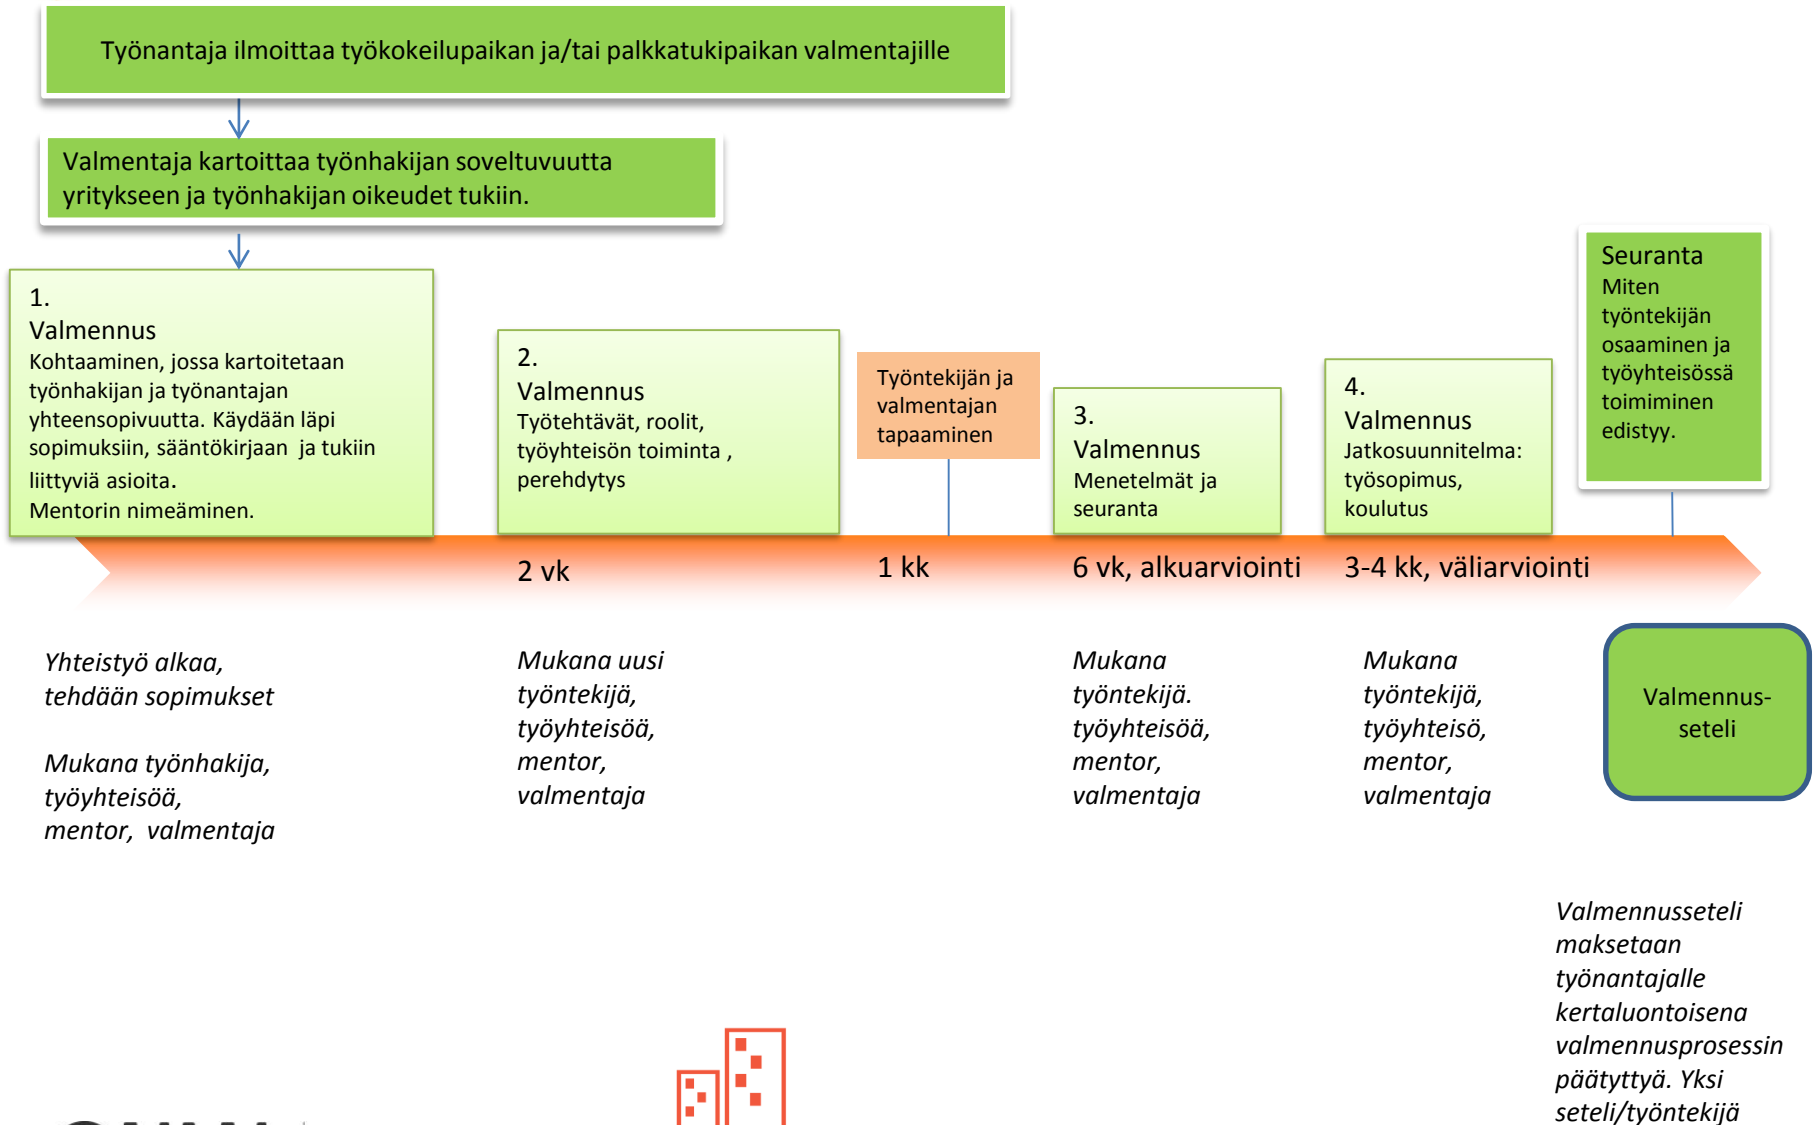 Työnantaja ilmoittaa työkokeilupaikan ja/tai palkkatukipaikan valmentajille
Valmentaja kartoittaa työnhakijan soveltuvuutta
yritykseen ja työnhakijan oikeudet tukiin.
1.
Valmennus
Kohtaaminen, jossa kartoitetaan
työnhakijan ja työnantajan
yhteensopivuutta. Käydään läpi
sopimuksiin, sääntökirjaan  ja tukiin
liittyviä asioita.
Mentorin nimeäminen.
2.
Valmennus
Työtehtävät, roolit,
työyhteisön toiminta ,
perehdytys
Työntekijän ja
valmentajan
tapaaminen
3.
Valmennus
Menetelmät ja
seuranta
4.
Valmennus
Jatkosuunnitelma:
työsopimus,
koulutus
Seuranta
Miten
työntekijän
osaaminen ja
työyhteisössä
toimiminen
edistyy.
2 vk
1 kk
6 vk, alkuarviointi
3-4 kk, väliarviointi
Yhteistyö alkaa,
tehdään sopimukset
Mukana työnhakija,
työyhteisöä,
mentor,  valmentaja
Mukana uusi
työntekijä,
työyhteisöä,
mentor,
valmentaja
Mukana
työntekijä.
työyhteisöä,
mentor,
valmentaja
Mukana
työntekijä,
työyhteisö,
mentor,
valmentaja
Valmennus-
seteli
Valmennusseteli
maksetaan
työnantajalle
kertaluontoisena
valmennusprosessin
päätyttyä. Yksi
seteli/työntekijä